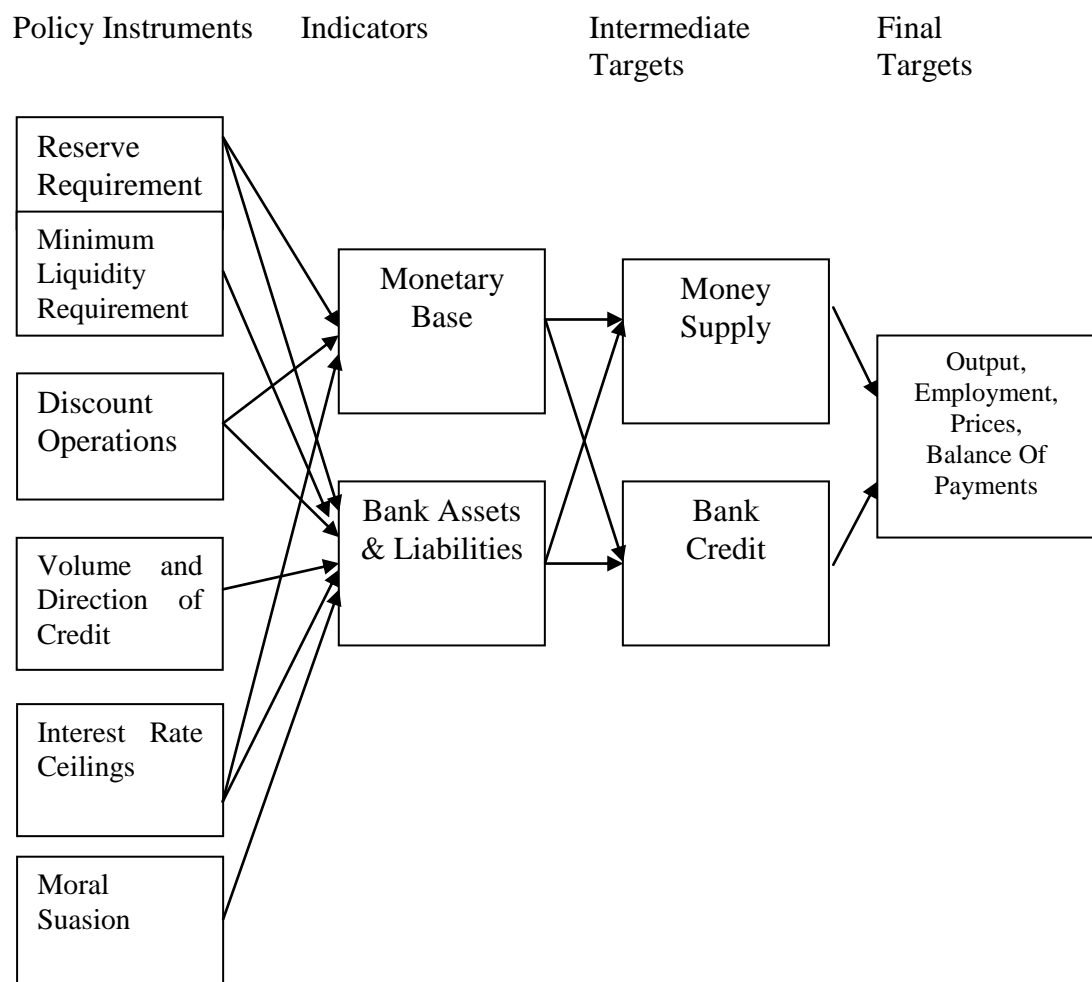 Policy Instruments
Indicators
Intermediate
Targets
Final
Targets
Reserve
Requirement
Minimum
Liquidity
Requirement
Discount
Operations
Volume and
Direction of
Credit
Interest Rate
Ceilings
Moral
Suasion
Monetary
Base
Bank Assets
& Liabilities
Money
Supply
Bank
Credit
Output,
Employment,
Prices,
Balance Of
Payments